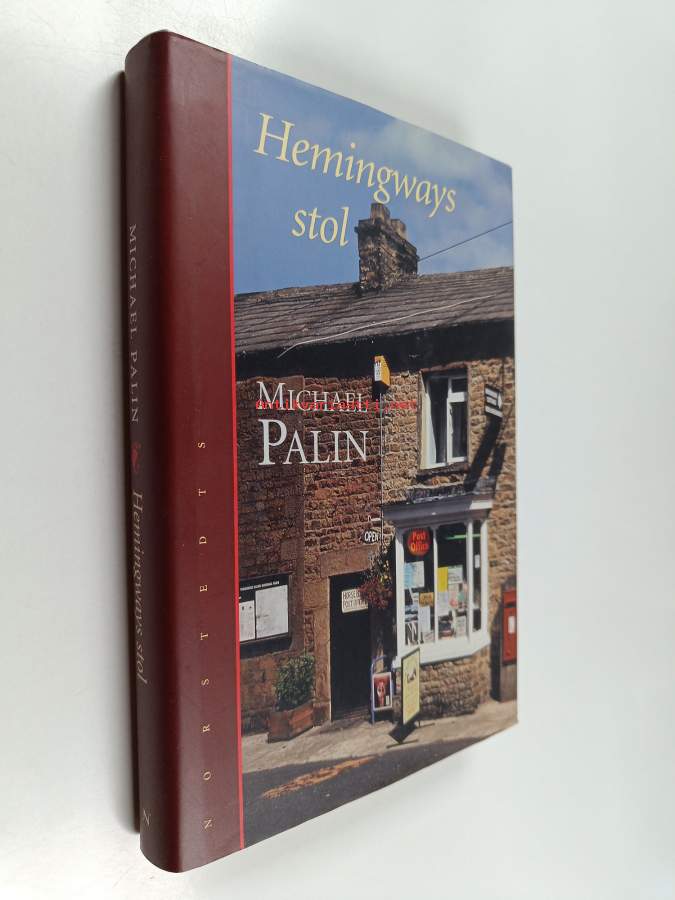 Hemingways
stol
MICHAEL
PALIN
OPEN
Post
Office
MICHAEL PALIN
Hemingways stol
NORSTEDTS
N